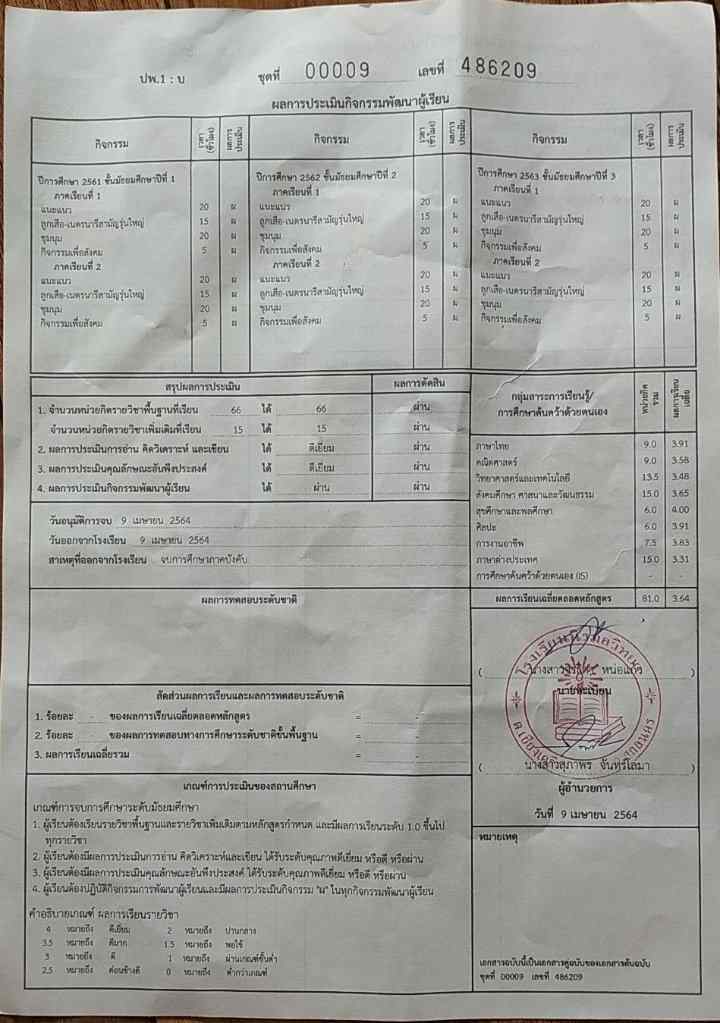 ปพ.1 : บ ชุดที่ 00009 เลขที่ 486209
ผลการประเมินกิจกรรมพัฒนาผู้เรียน
กิจกรรม เวลา (ชั่วโมง) ผลการประเมิน กิจกรรม เวลา (ชั่วโมง) ผลการประเมิน กิจกรรม เวลา (ชั่วโมง) ผลการประเมิน
ปีการศึกษา 2561 ชั้นมัธยมศึกษาปีที่ 1
ภาคเรียนที่ 1
แนะแนว 20 ผ
ลูกเสือ-เนตรนารีสามัญรุ่นใหญ่ 15 ผ
ชุมนุม 20 ผ
กิจกรรมเพื่อสังคม 5 ผ
ภาคเรียนที่ 2
แนะแนว 20 ผ
ลูกเสือ-เนตรนารีสามัญรุ่นใหญ่ 15 ผ
ชุมนุม 20 ผ
กิจกรรมเพื่อสังคม 5 ผ
ปีการศึกษา 2562 ชั้นมัธยมศึกษาปีที่ 2
ภาคเรียนที่ 1
แนะแนว 20 ผ
ลูกเสือ-เนตรนารีสามัญรุ่นใหญ่ 15 ผ
ชุมนุม 20 ผ
กิจกรรมเพื่อสังคม 5 ผ
ภาคเรียนที่ 2
แนะแนว 20 ผ
ลูกเสือ-เนตรนารีสามัญรุ่นใหญ่ 15 ผ
ชุมนุม 20 ผ
กิจกรรมเพื่อสังคม 5 ผ
ปีการศึกษา 2563 ชั้นมัธยมศึกษาปีที่ 3
ภาคเรียนที่ 1
แนะแนว 20 ผ
ลูกเสือ-เนตรนารีสามัญรุ่นใหญ่ 15 ผ
ชุมนุม 20 ผ
กิจกรรมเพื่อสังคม 5 ผ
ภาคเรียนที่ 2
แนะแนว 20 ผ
ลูกเสือ-เนตรนารีสามัญรุ่นใหญ่ 15 ผ
ชุมนุม 20 ผ
กิจกรรมเพื่อสังคม 5 ผ
สรุปผลการประเมิน ผลการตัดสิน
1. จำนวนหน่วยกิตรายวิชาพื้นฐานที่เรียน 66 ได้ 66 ผ่าน
จำนวนหน่วยกิตรายวิชาเพิ่มเติมที่เรียน 15 ได้ 15 ผ่าน
2. ผลการประเมินการอ่าน คิดวิเคราะห์ และเขียน ได้ ดีเยี่ยม ผ่าน
3. ผลการประเมินคุณลักษณะอันพึงประสงค์ ได้ ดีเยี่ยม ผ่าน
4. ผลการประเมินกิจกรรมพัฒนาผู้เรียน ได้ ผ่าน ผ่าน
วันอนุมัติการจบ 9 เมษายน 2564
วันออกจากโรงเรียน 9 เมษายน 2564
สาเหตุที่ออกจากโรงเรียน จบการศึกษาภาคบังคับ
ผลการทดสอบระดับชาติ
สัดส่วนผลการเรียนและผลการทดสอบระดับชาติ
1. ร้อยละ - ของผลการเรียนเฉลี่ยตลอดหลักสูตร = -
2. ร้อยละ - ของผลการทดสอบทางการศึกษาระดับชาติขั้นพื้นฐาน = -
3. ผลการเรียนเฉลี่ยรวม = -
กลุ่มสาระการเรียนรู้/
การศึกษาค้นคว้าด้วยตนเอง หน่วยกิตรวม ผลการเรียนเฉลี่ย
ภาษาไทย 9.0 3.91
คณิตศาสตร์ 9.0 3.58
วิทยาศาสตร์และเทคโนโลยี 13.5 3.48
สังคมศึกษา ศาสนาและวัฒนธรรม 15.0 3.65
สุขศึกษาและพลศึกษา 6.0 4.00
ศิลปะ 6.0 3.91
การงานอาชีพ 7.5 3.83
ภาษาต่างประเทศ 15.0 3.31
การศึกษาค้นคว้าด้วยตนเอง (IS) - -
ผลการเรียนเฉลี่ยตลอดหลักสูตร 81.0 3.64
นายทะเบียน
( นางสาวสุภาพร จันทร์โสมา )
ผู้อำนวยการ
วันที่ 9 เมษายน 2564
เกณฑ์การประเมินของสถานศึกษา
เกณฑ์การจบการศึกษาระดับมัธยมศึกษา
1. ผู้เรียนต้องเรียนรายวิชาพื้นฐานและรายวิชาเพิ่มเติมตามหลักสูตรกำหนด และมีผลการเรียนระดับ 1.0 ขึ้นไป
ทุกรายวิชา
2. ผู้เรียนต้องมีผลการประเมินการอ่าน คิดวิเคราะห์และเขียน ได้รับระดับคุณภาพดีเยี่ยม หรือดี หรือผ่าน
3. ผู้เรียนต้องมีผลการประเมินคุณลักษณะอันพึงประสงค์ ได้รับระดับคุณภาพดีเยี่ยม หรือดี หรือผ่าน
4. ผู้เรียนต้องปฏิบัติกิจกรรมการพัฒนาผู้เรียนและมีผลการประเมินกิจกรรม "ผ" ในทุกกิจกรรมพัฒนาผู้เรียน
คำอธิบายเกณฑ์ ผลการเรียนรายวิชา
4 หมายถึง ดีเยี่ยม 2 หมายถึง ปานกลาง
3.5 หมายถึง ดีมาก 1.5 หมายถึง พอใช้
3 หมายถึง ดี 1 หมายถึง ผ่านเกณฑ์ขั้นต่ำ
2.5 หมายถึง ค่อนข้างดี 0 หมายถึง ต่ำกว่าเกณฑ์
หมายเหตุ
เอกสารฉบับนี้เป็นเอกสารคู่ฉบับของเอกสารต้นฉบับ
ชุดที่ 00009 เลขที่ 486209